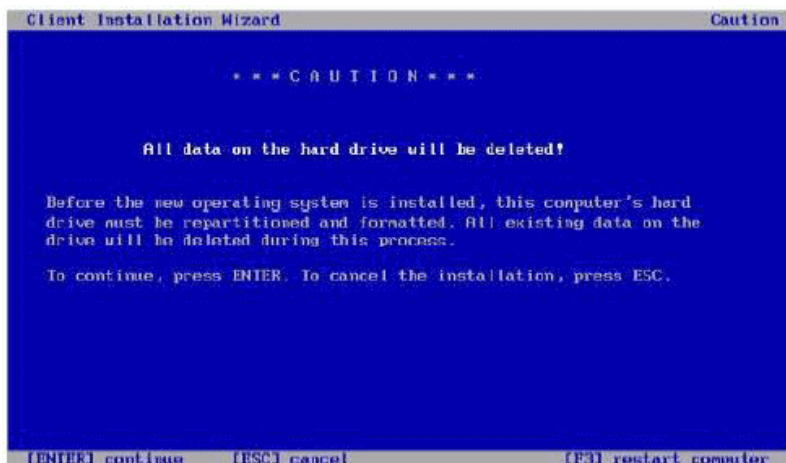 Client Installation Wizard Caution
* * * C A U T I O N * * *
All data on the hard drive will be deleted!
Before the new operating system is installed, this computer's hard
drive must be repartitioned and formatted. All existing data on the
drive will be deleted during this process.
To continue, press ENTER. To cancel the installation, press ESC.
[ENTER] continue [ESC] cancel [F3] restart computer